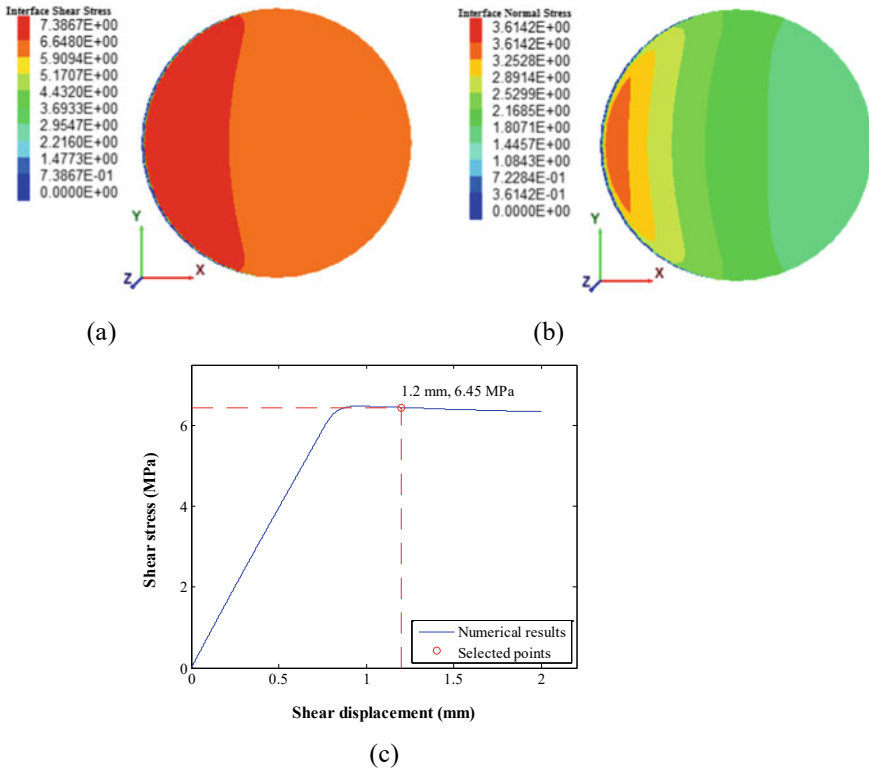 Interface Shear Stress
7.3867E+00
6.6480E+00
5.9094E+00
5.1707E+00
4.4320E+00
3.6933E+00
2.9547E+00
2.2160E+00
1.4773E+00
7.3867E-01
0.0000E+00
Y
Z
X
(a)
Interface Normal Stress
3.6142E+00
3.6142E+00
3.2528E+00
2.8914E+00
2.5299E+00
2.1685E+00
1.8071E+00
1.4457E+00
1.0843E+00
7.2284E-01
3.6142E-01
0.0000E+00
Y
Z
X
(b)
1.2 mm, 6.45 MPa
6
4
2
0
Shear stress (MPa)
Numerical results
Selected points
0 0.5 1 1.5 2
Shear displacement (mm)
(c)